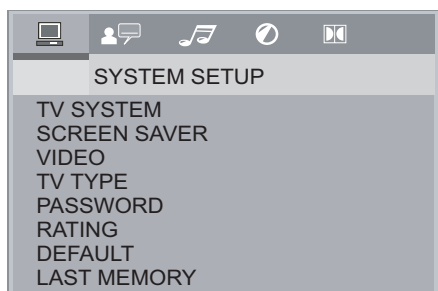 SYSTEM SETUP
TV SYSTEM
SCREEN SAVER
VIDEO
TV TYPE
PASSWORD
RATING
DEFAULT
LAST MEMORY